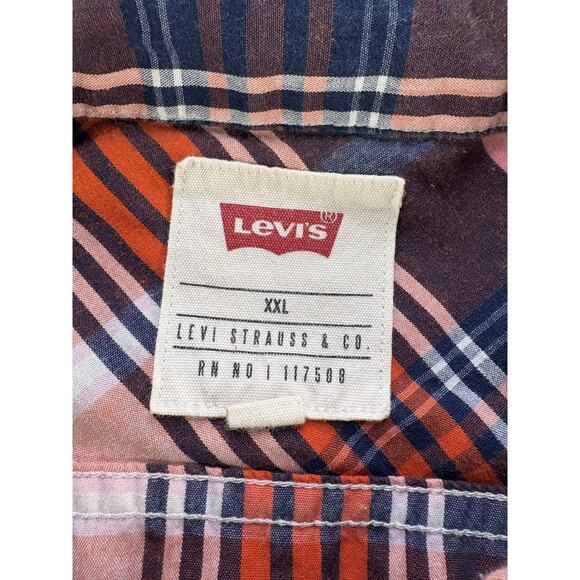 LEVI'S®
XXL
LEVI STRAUSS & CO.
RN NO | 117508